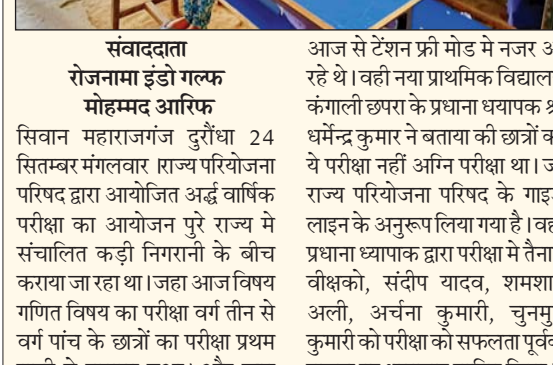 संवाददाता
रोजनामा इंडो गल्फ
मोहम्मद आरिफ
सिवान महाराजगंज दुरौंधा 24
सितम्बर मंगलवार ।राज्य परियोजना
परिषद द्वारा आयोजित अर्द्ध वार्षिक
परीक्षा का आयोजन पुरे राज्य मे
संचालित कड़ी निगरानी के बीच
कराया जा रहा था।जहा आज विषय
गणित विषय का परीक्षा वर्ग तीन से
वर्ग पांच के छात्रों का परीक्षा प्रथम
आज से टेंशन फ्री मोड मे नजर
रहे थे।वही नया प्राथमिक
कंगाली छपरा के प्रधाना धयापक
धर्मेन्द्र कुमार ने बताया की छात्रों
ये परीक्षा नहीं अग्नि परीक्षा था।
राज्य परियोजना परिषद के
लाइन के अनुरूप लिया गया है।
प्रधाना ध्यापक द्वारा परीक्षा मे
वीक्षको, संदीप यादव,
अली, अर्चना कुमारी,
कुमारी को परीक्षा को